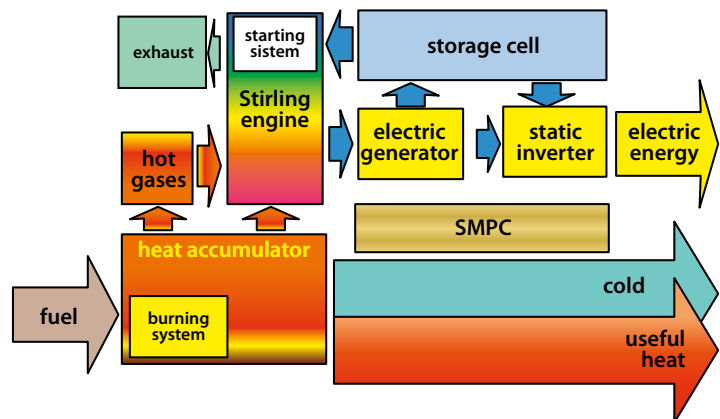 exhaust
starting
sistem
storage cell
Stirling
engine
hot
gases
electric
generator
static
inverter
electric
energy
SMPC
heat accumulator
fuel
burning
system
cold
useful
heat